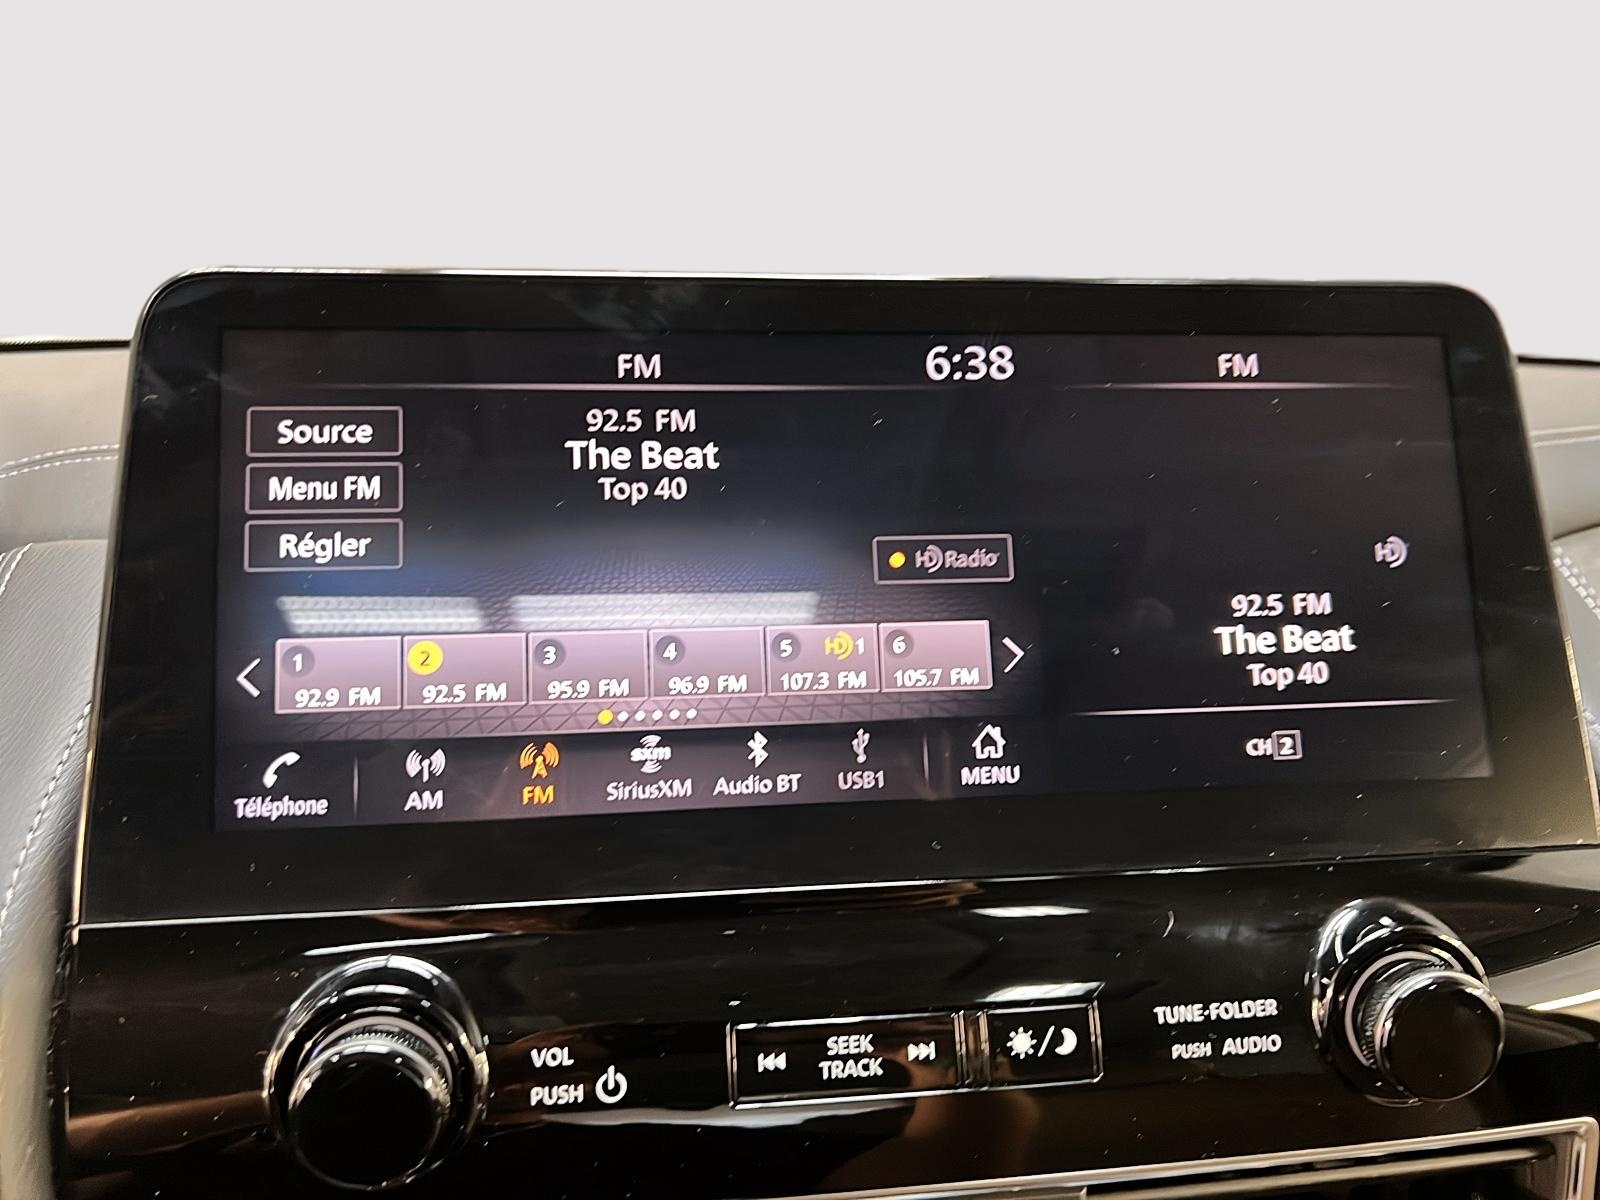 FM 6:38 FM
Source
Menu FM
Régler
92.5 FM
The Beat
Top 40
HD Radio
HD
92.5 FM
The Beat
Top 40
1 2 3 4 5 HD 1 6
92.9 FM 92.5 FM 95.9 FM 96.9 FM 107.3 FM 105.7 FM
CH 2
Téléphone AM FM sxm SiriusXM Audio BT USB1 MENU
VOL
PUSH
SEEK
TRACK
TUNE·FOLDER
PUSH AUDIO